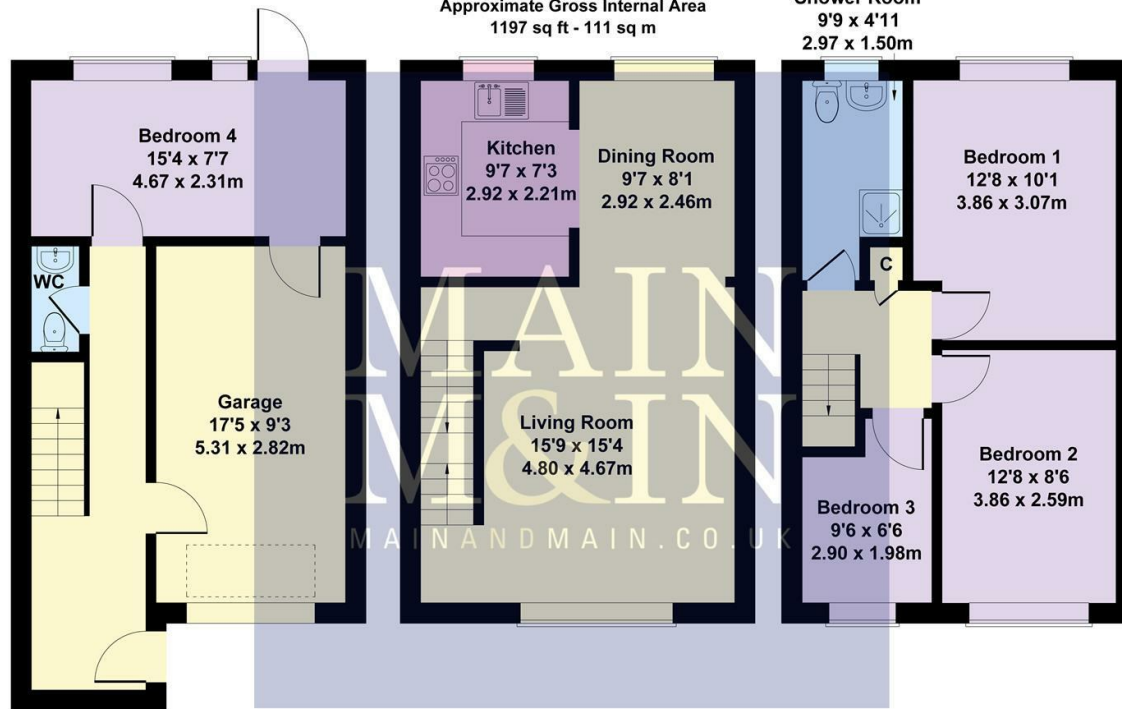 Approximate Gross Internal Area
1197 sq ft - 111 sq m
Shower Room
9'9 x 4'11
2.97 x 1.50m
Bedroom 4
15'4 x 7'7
4.67 x 2.31m
WC
Garage
17'5 x 9'3
5.31 x 2.82m
Kitchen
9'7 x 7'3
2.92 x 2.21m
Dining Room
9'7 x 8'1
2.92 x 2.46m
Living Room
15'9 x 15'4
4.80 x 4.67m
Bedroom 1
12'8 x 10'1
3.86 x 3.07m
C
Bedroom 2
12'8 x 8'6
3.86 x 2.59m
Bedroom 3
9'6 x 6'6
2.90 x 1.98m
MAIN
M&IN
MAINANDMAIN.CO.UK